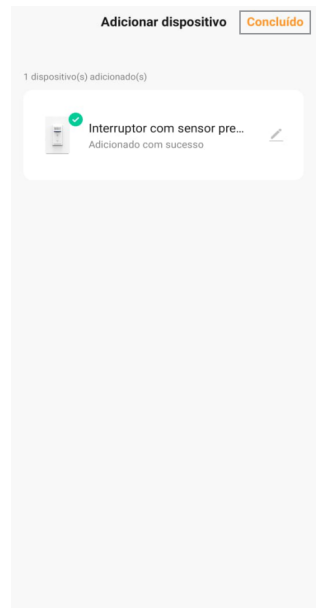 Adicionar dispositivo Concluído
1 dispositivo(s) adicionado(s)
Interruptor com sensor pre...
Adicionado com sucesso